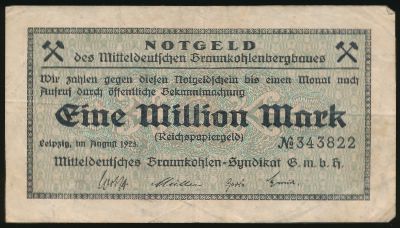 NOTGELD
des Mitteldeutschen Braunkohlenbergbaues
Wir zahlen gegen diesen Notgeldschein bis einen Monat nach
Aufruf durch öffentliche Bekanntmachung
Eine Million Mark
(Reichspapiergeld)
Leipzig, im August 1923. № 343822
Mitteldeutsches Braunkohlen-Syndikat G. m. b. H.